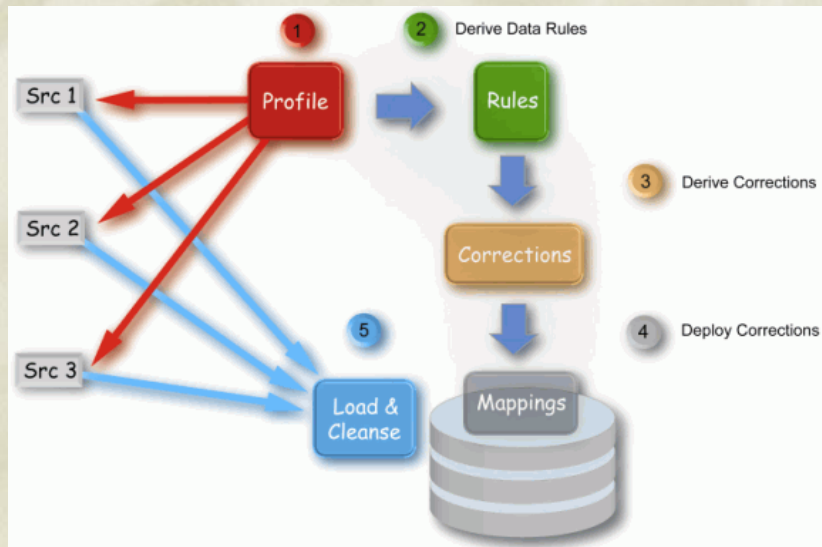 1
2
Derive Data Rules
Src 1
Profile
Rules
3
Derive Corrections
Src 2
Corrections
5
4
Deploy Corrections
Src 3
Load &
Cleanse
Mappings